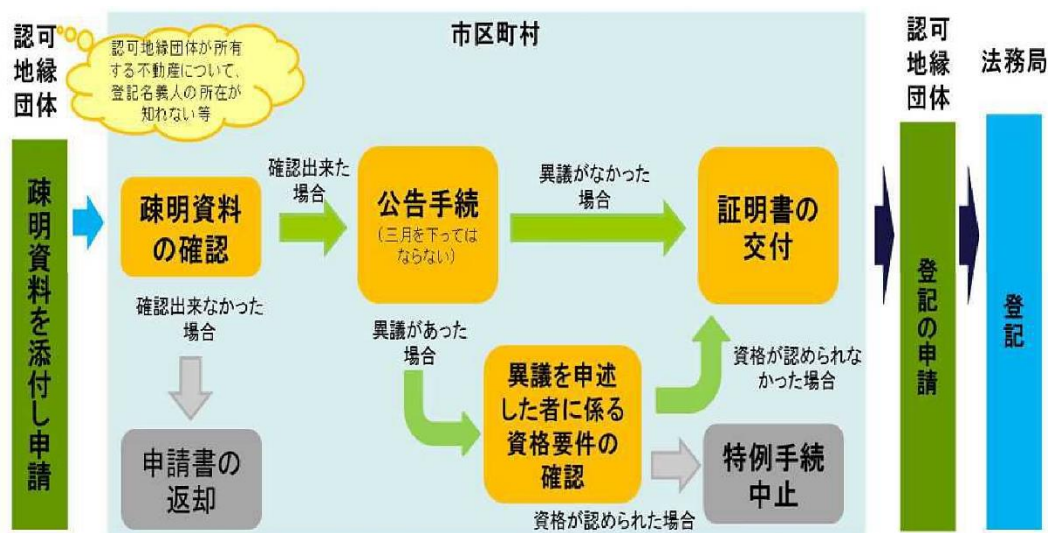 認可
地縁
団体
認可地縁団体が所有
する不動産について、
登記名義人の所在が
知れない等
市区町村
認可
地縁
団体
法務局
疎明資料を添付し申請
疎明資料
の確認
確認出来た
場合
公告手続
（三月を下っては
ならない）
異議がなかった
場合
証明書の
交付
確認出来なかった
場合
申請書の
返却
異議があった
場合
異議を申述
した者に係る
資格要件の
確認
資格が認められな
かった場合
特例手続
中止
資格が認められた場合
登記の申請
登記